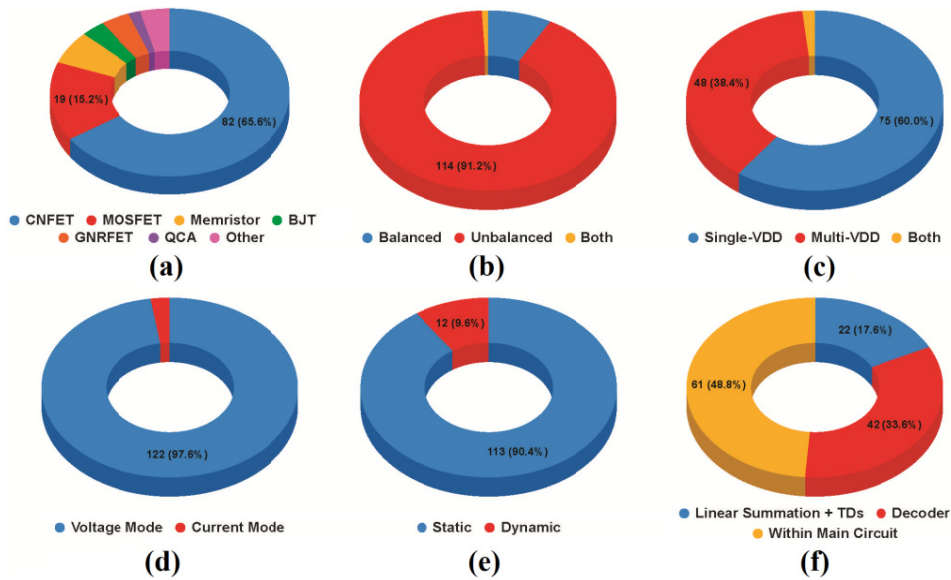 19 (15.2%)
82 (65.6%)
CNFET MOSFET Memristor BJT
GNRFET QCA Other
(a)
114 (91.2%)
Balanced Unbalanced Both
(b)
48 (38.4%)
75 (60.0%)
Single-VDD Multi-VDD Both
(c)
122 (97.6%)
Voltage Mode Current Mode
(d)
12 (9.6%)
113 (90.4%)
Static Dynamic
(e)
22 (17.6%)
61 (48.8%)
42 (33.6%)
Linear Summation + TDs Decoder
Within Main Circuit
(f)